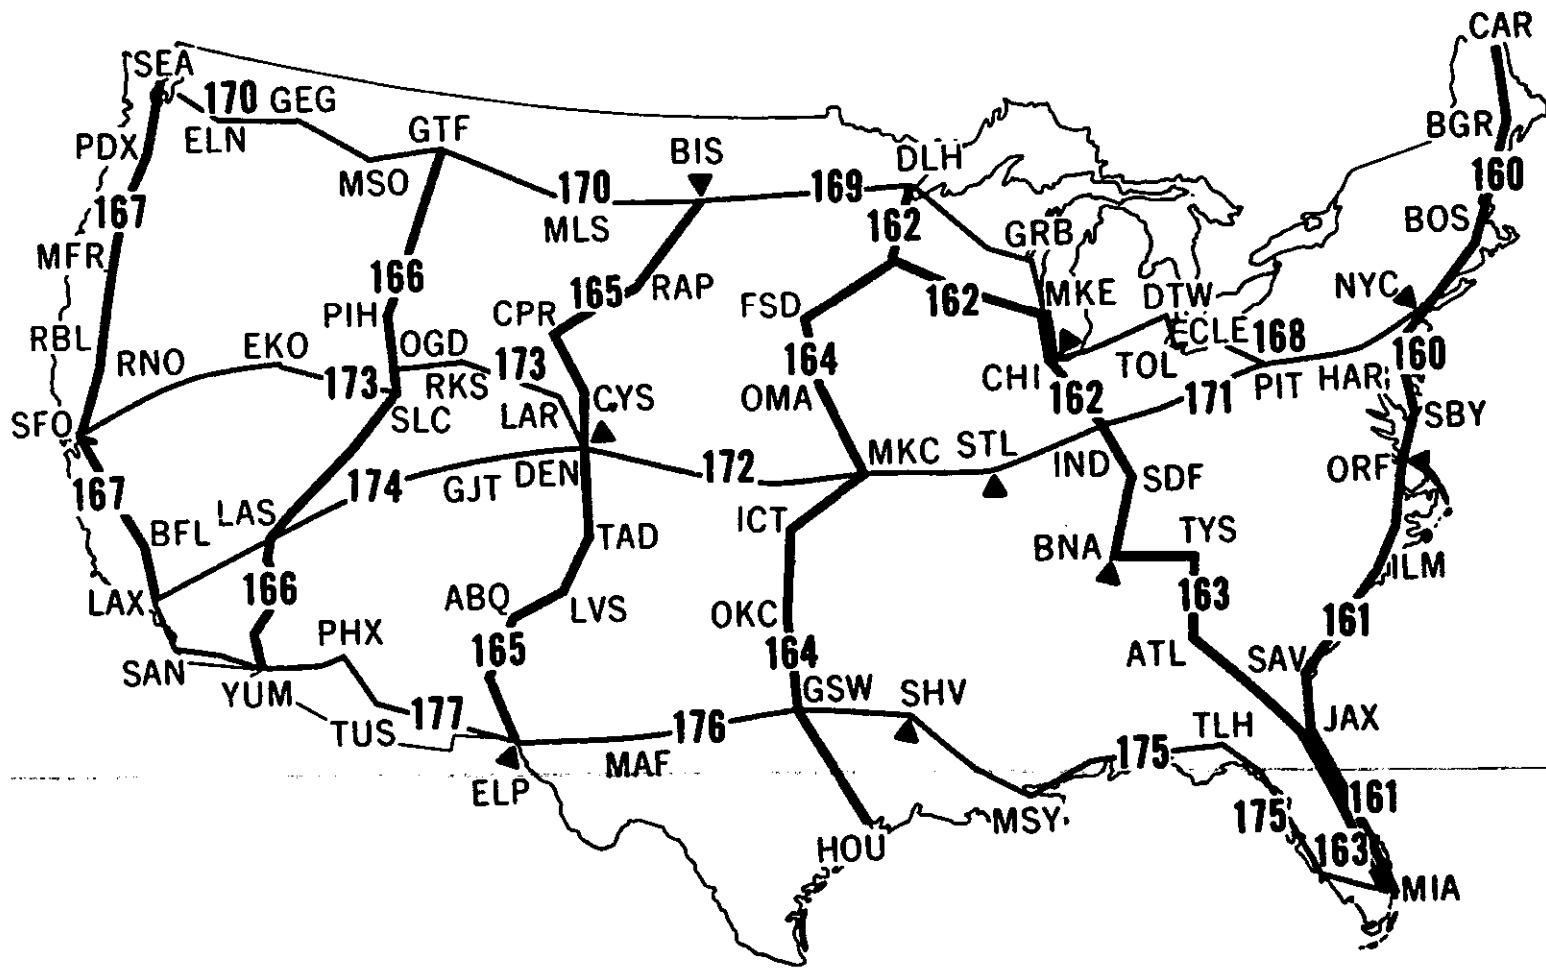 CAR
SEA
170 GEG
ELN
PDX
GTF
BGR
BIS
DLH
MSO
160
170
169
167
MLS
162
BOS
GRB
MFR
166
165
RAP
NYC
CPR
FSD
162
MKE
DTW
PIH
ECLE
168
RBL
RNO
EKO
OGD
173
164
160
TOL
173
RKS
CHI
PIT
HAR
SFO
SLC
LAR
CYS
OMA
162
171
SBY
DEN
172
MKC
STL
IND
ORF
167
174
GJT
SDF
LAS
ICT
BFL
TAD
BNA
TYS
ILM
LAX
166
ABQ
LVS
OKC
163
161
PHX
165
164
ATL
SAV
SAN
YUM
GSW
SHV
TUS
177
176
TLH
JAX
MAF
175
ELP
161
175
MSY
HOU
163
MIA